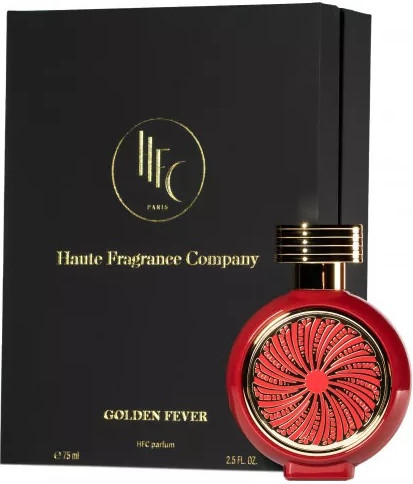 HFC
PARIS
Haute Fragrance Company
GOLDEN FEVER
HFC parfum
℮ 75 ml 2.5 FL. OZ.